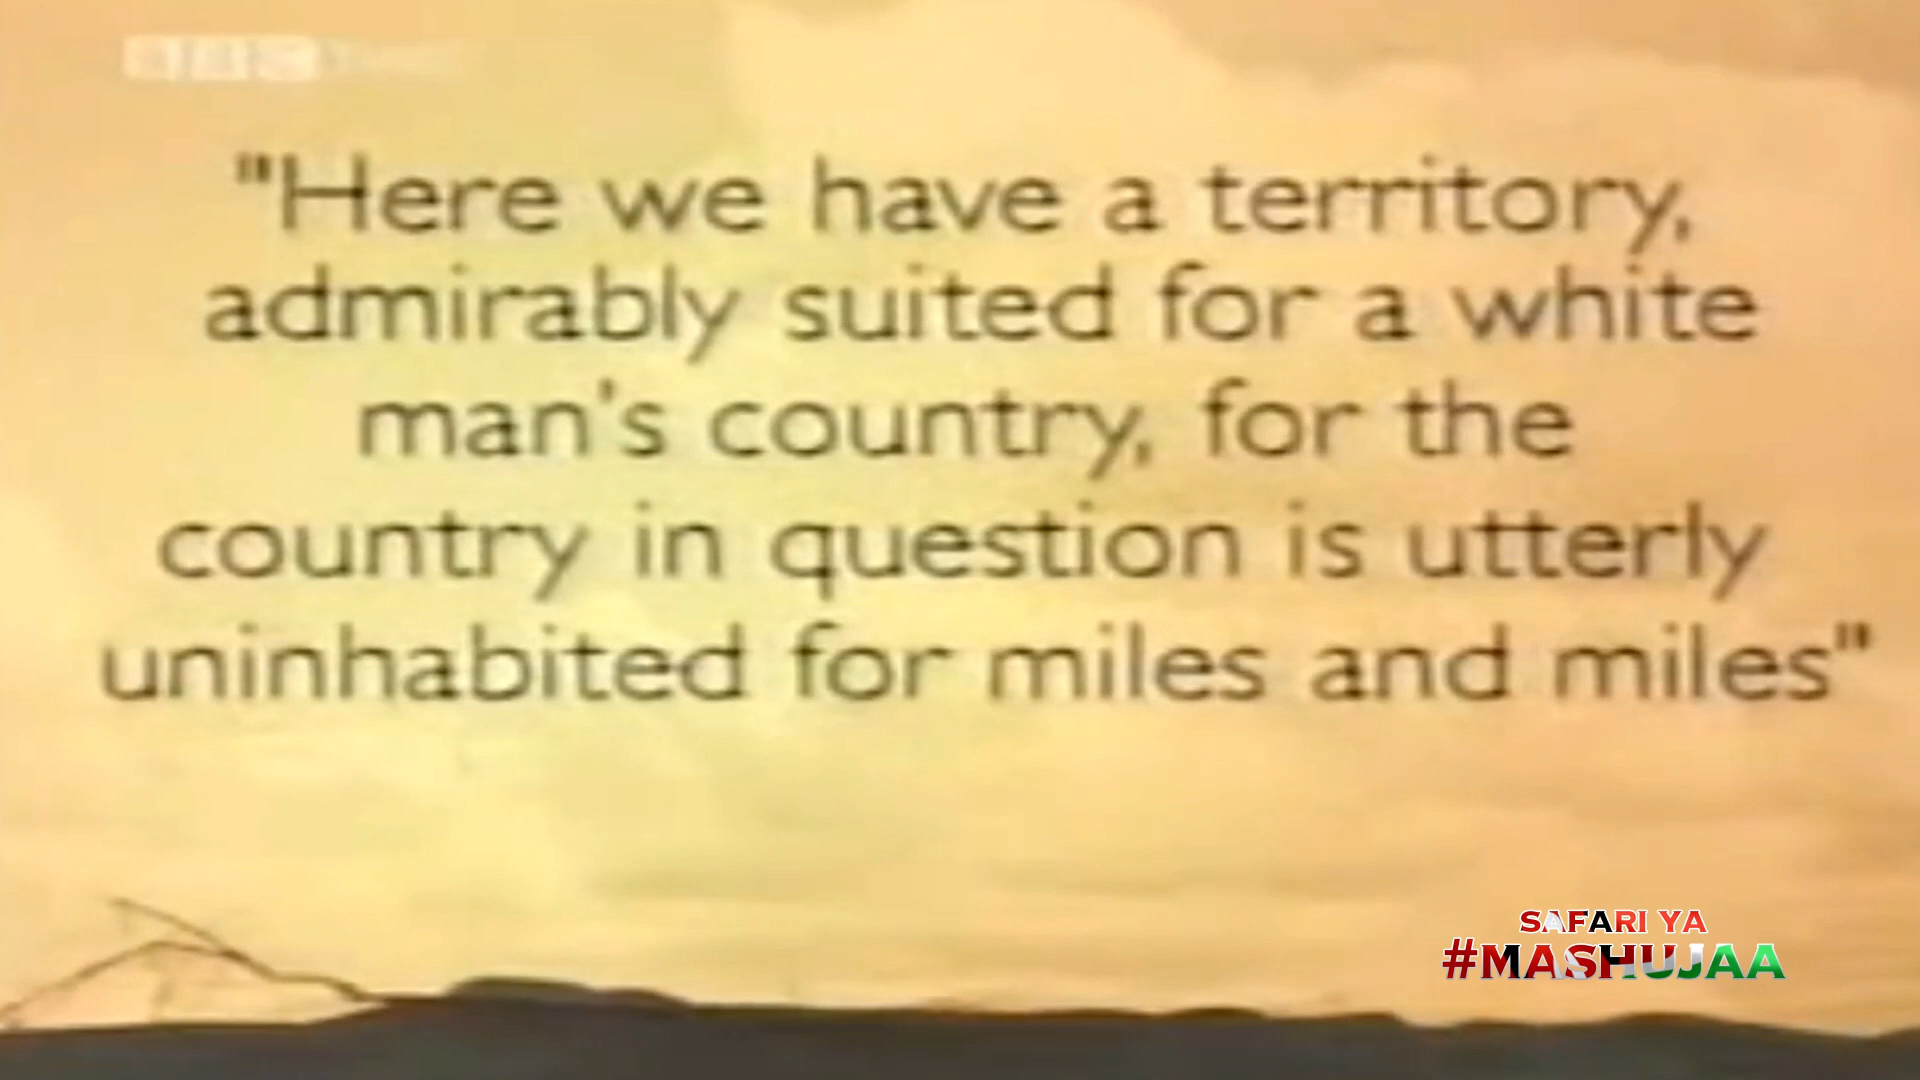 BBC
"Here we have a territory,
admirably suited for a white
man's country, for the
country in question is utterly
uninhabited for miles and miles"
SAFARI YA
#MASHUJAA